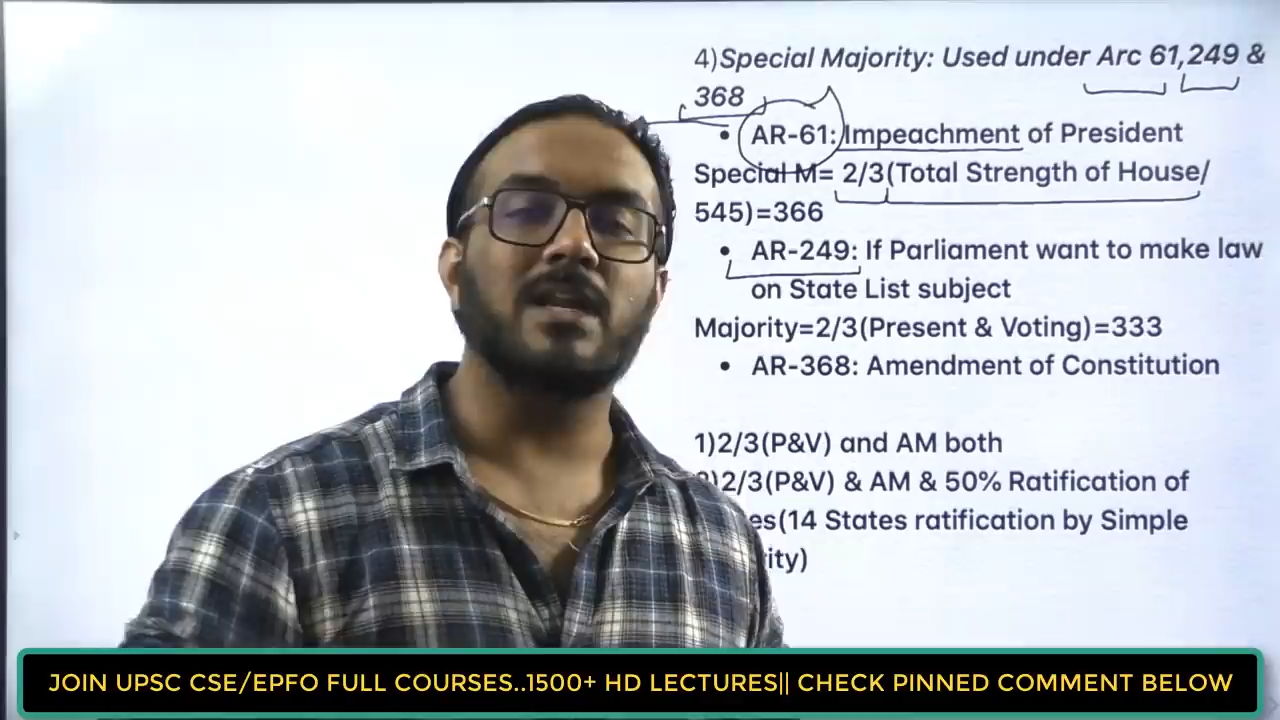 4)Special Majority: Used under Arc 61,249 &
368
• AR-61: Impeachment of President
Special M= 2/3(Total Strength of House/
545)=366
• AR-249: If Parliament want to make law
on State List subject
Majority=2/3(Present & Voting)=333
• AR-368: Amendment of Constitution
1)2/3(P&V) and AM both
2/3(P&V) & AM & 50% Ratification of
(14 States ratification by Simple
JOIN UPSC CSE/EPFO FULL COURSES..1500+ HD LECTURES|| CHECK PINNED COMMENT BELOW